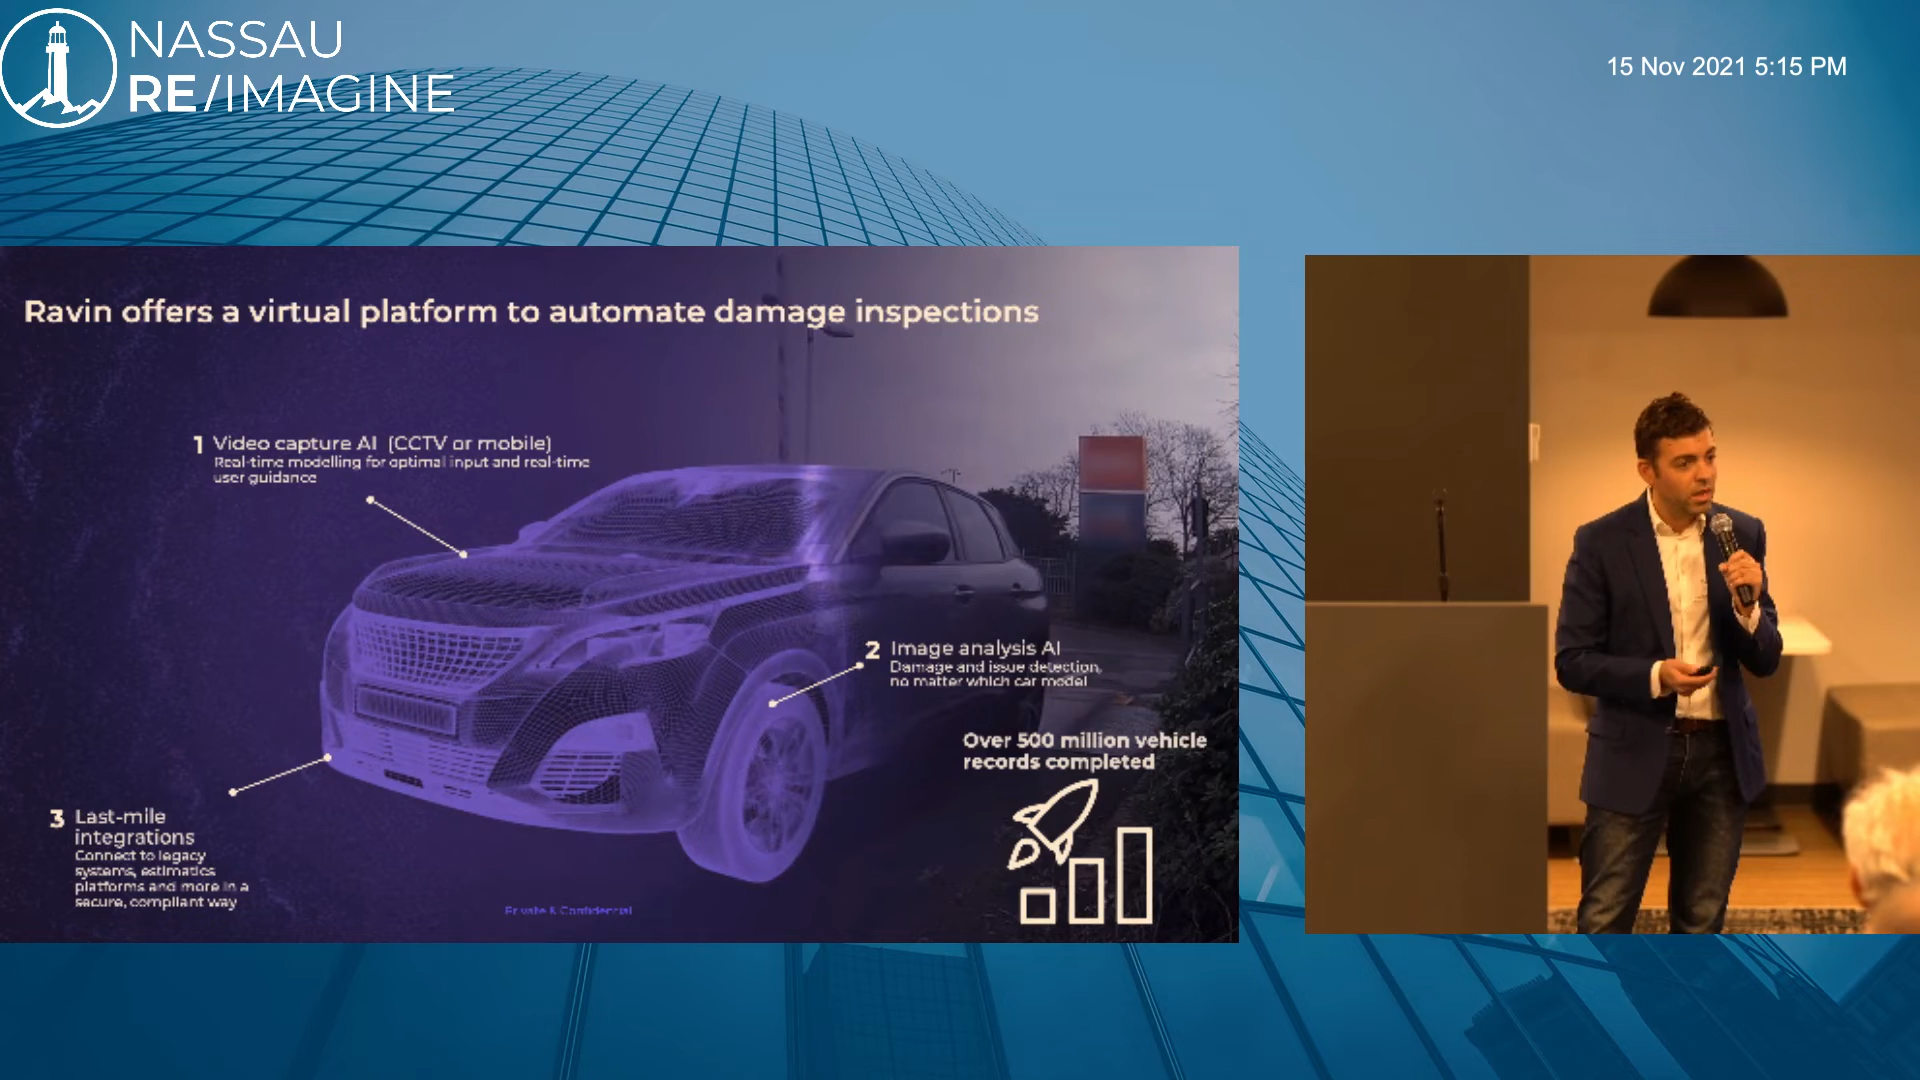 NASSAU
RE/IMAGINE
15 Nov 2021 5:15 PM
Ravin offers a virtual platform to automate damage inspections
1 Video capture AI (CCTV or mobile)
Real-time modelling for optimal input and real-time
user guidance
2 Image analysis AI
Damage and issue detection,
no matter which car model
Over 500 million vehicle
records completed
3 Last-mile
integrations
Connect to legacy
systems, estimatics
platforms and more in a
secure, compliant way
Private & Confidential